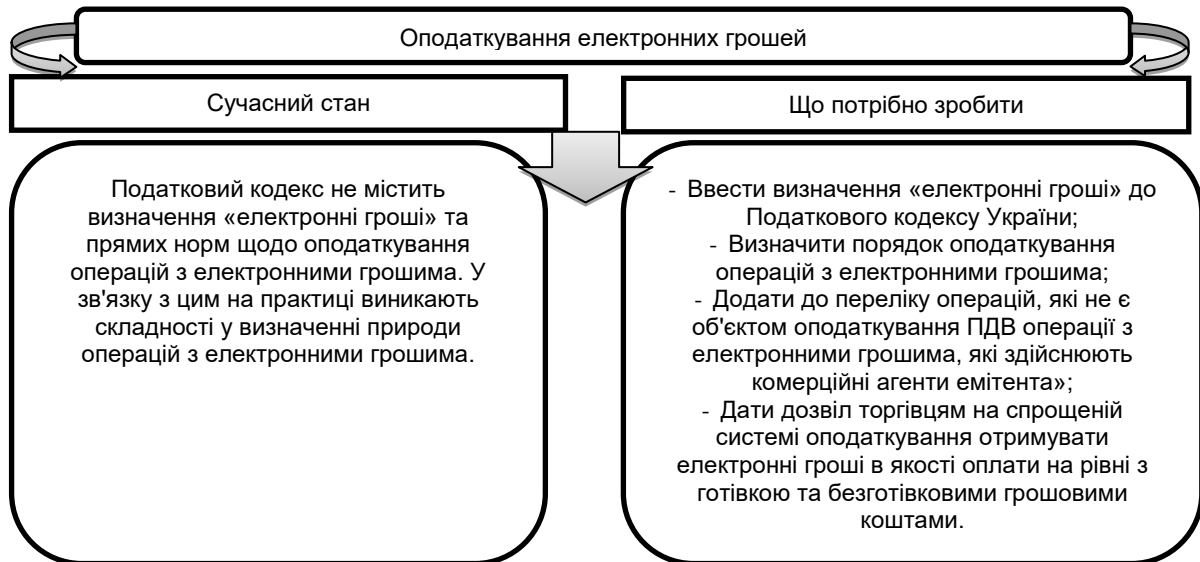 Оподаткування електронних грошей
Сучасний стан
Що потрібно зробити
Податковий кодекс не містить
визначення «електронні гроші» та
прямих норм щодо оподаткування
операцій з електронними грошима. У
зв'язку з цим на практиці виникають
складності у визначенні природи
операцій з електронними грошима.
- Ввести визначення «електронні гроші» до
Податкового кодексу України;
- Визначити порядок оподаткування
операцій з електронними грошима;
- Додати до переліку операцій, які не є
об'єктом оподаткування ПДВ операції з
електронними грошима, які здійснюють
комерційні агенти емітента»;
- Дати дозвіл торгівцям на спрощеній
системі оподаткування отримувати
електронні гроші в якості оплати на рівні з
готівкою та безготівковими грошовими
коштами.